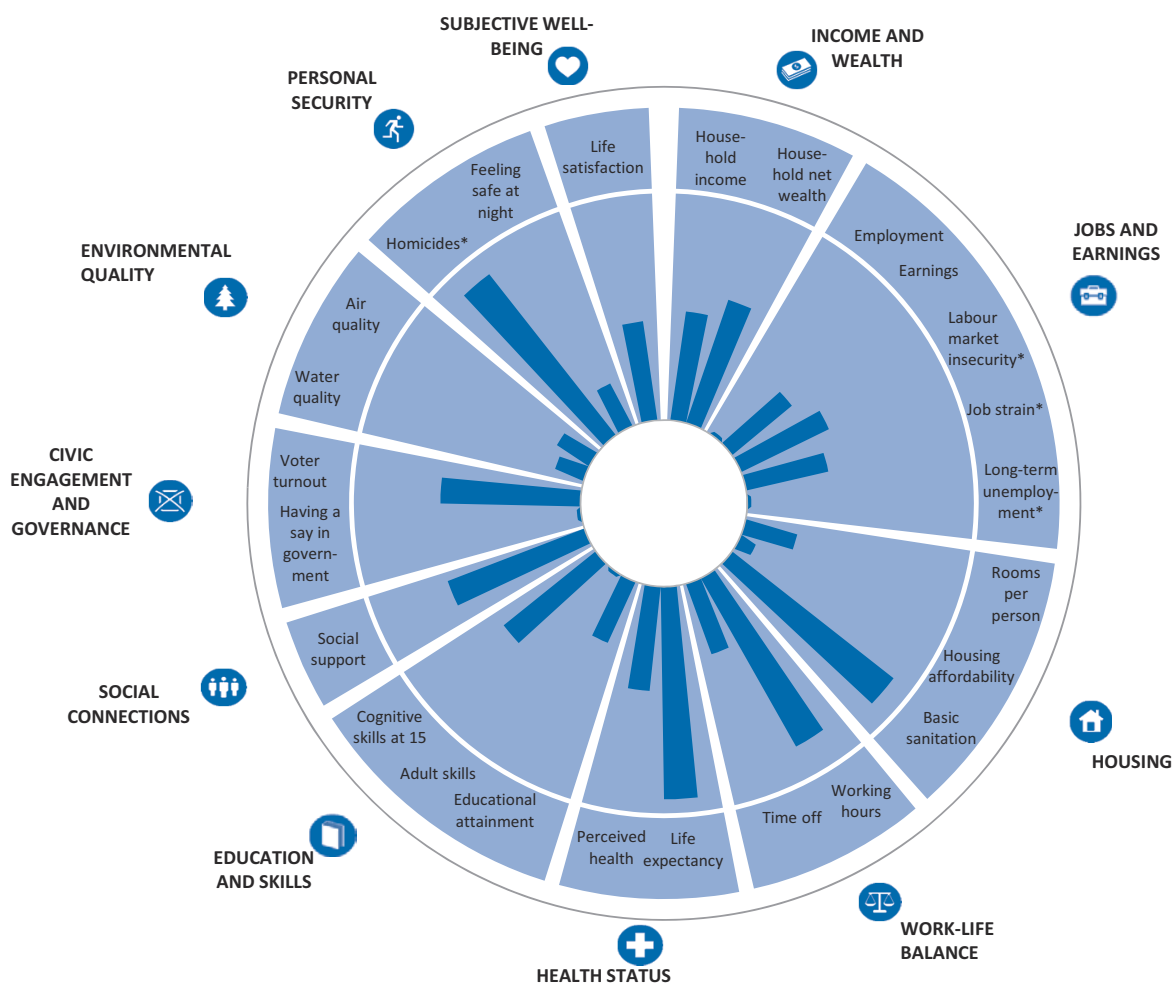 SUBJECTIVE WELL-
BEING
INCOME AND
WEALTH
PERSONAL
SECURITY
Life
satisfaction
House-
hold
income
House-
hold net
wealth
Feeling
safe at
night
Homicides*
Employment
Earnings
JOBS AND
EARNINGS
ENVIRONMENTAL
QUALITY
Air
quality
Labour
market
insecurity*
Water
quality
Job strain*
CIVIC
ENGAGEMENT
AND
GOVERNANCE
Voter
turnout
Having a
say in
govern-
ment
Long-term
unemploy-
ment*
Rooms
per
person
Social
support
Housing
affordability
SOCIAL
CONNECTIONS
Cognitive
skills at 15
Basic
sanitation
HOUSING
Adult skills
Educational
attainment
Working
hours
Time off
Perceived
health
Life
expectancy
EDUCATION
AND SKILLS
WORK-LIFE
BALANCE
HEALTH STATUS